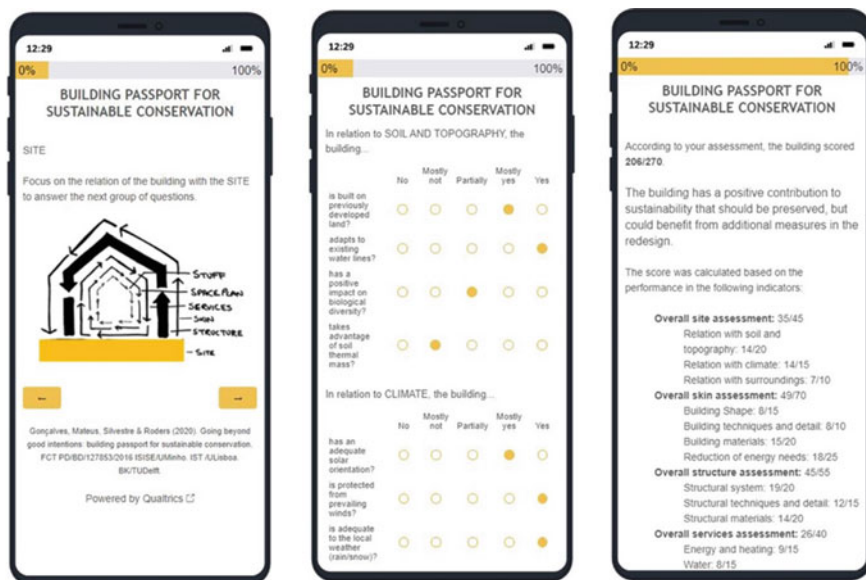 12:29
0% 100%
BUILDING PASSPORT FOR
SUSTAINABLE CONSERVATION
SITE
Focus on the relation of the building with the SITE
to answer the next group of questions.
STUFF
SPACE PLAN
SERVICES
SKIN
STRUCTURE
SITE
←
→
Gonçalves, Mateus, Silvestre & Roders (2020). Going beyond
good intentions: building passport for sustainable conservation.
FCT PD/BD/127853/2016 ISISE/UMinho. IST /ULisboa.
BK/TUDelft.
Powered by Qualtrics
12:29
0% 100%
BUILDING PASSPORT FOR
SUSTAINABLE CONSERVATION
In relation to SOIL AND TOPOGRAPHY, the
building...
No Mostly not Partially Mostly yes Yes
is built on
previously
developed
land?
adapts to
existing
water lines?
has a
positive
impact on
biological
diversity?
takes
advantage
of soil
thermal
mass?
In relation to CLIMATE, the building...
No Mostly not Partially Mostly yes Yes
has an
adequate
solar
orientation?
is protected
from
prevailing
winds?
is adequate
to the local
weather
(rain/snow)?
12:29
0% 100%
BUILDING PASSPORT FOR
SUSTAINABLE CONSERVATION
According to your assessment, the building scored
206/270.
The building has a positive contribution to
sustainability that should be preserved, but
could benefit from additional measures in the
redesign.
The score was calculated based on the
performance in the following indicators:
Overall site assessment: 35/45
Relation with soil and
topography: 14/20
Relation with climate: 14/15
Relation with surroundings: 7/10
Overall skin assessment: 49/70
Building Shape: 8/15
Building techniques and detail: 8/10
Building materials: 15/20
Reduction of energy needs: 18/25
Overall structure assessment: 45/55
Structural system: 19/20
Structural techniques and detail: 12/15
Structural materials: 14/20
Overall services assessment: 26/40
Energy and heating: 9/15
Water: 8/15